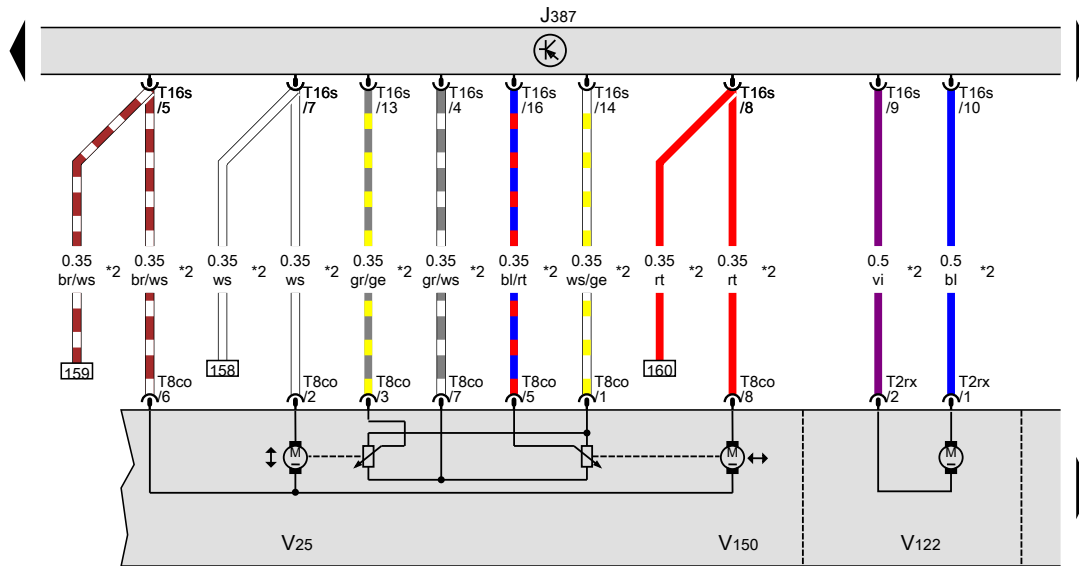 J387
T16s T16s T16s T16s T16s T16s T16s T16s T16s
/5 /7 /13 /4 /16 /14 /8 /9 /10
0.35 0.35 0.35 0.35 0.35 0.35 0.35 0.35 0.35 0.35 0.5 0.5
br/ws *2 br/ws *2 ws *2 ws *2 gr/ge *2 gr/ws *2 bl/rt *2 ws/ge *2 rt *2 rt *2 vi *2 bl *2
159 158 160
T8co T8co T8co T8co T8co T8co T8co T2rx T2rx
/6 /2 /3 /7 /5 /1 /8 /2 /1
M M M
V25 V150 V122